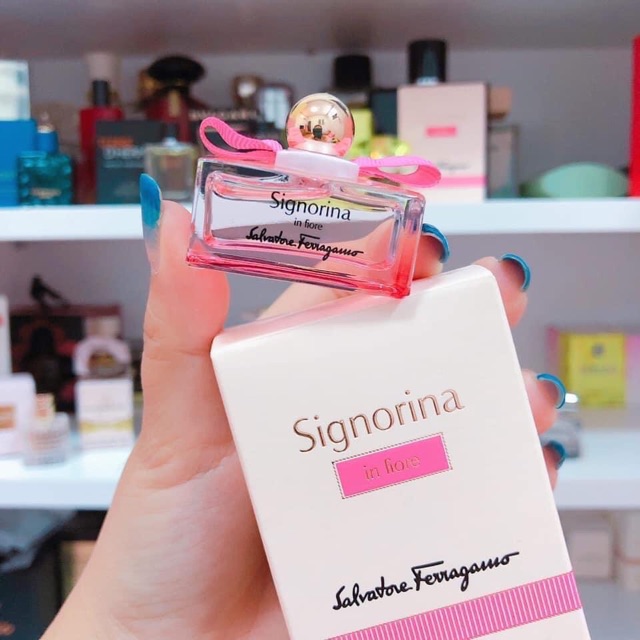 Signorina
in fiore
Salvatore Ferragamo
Signorina
in fiore
Salvatore Ferragamo